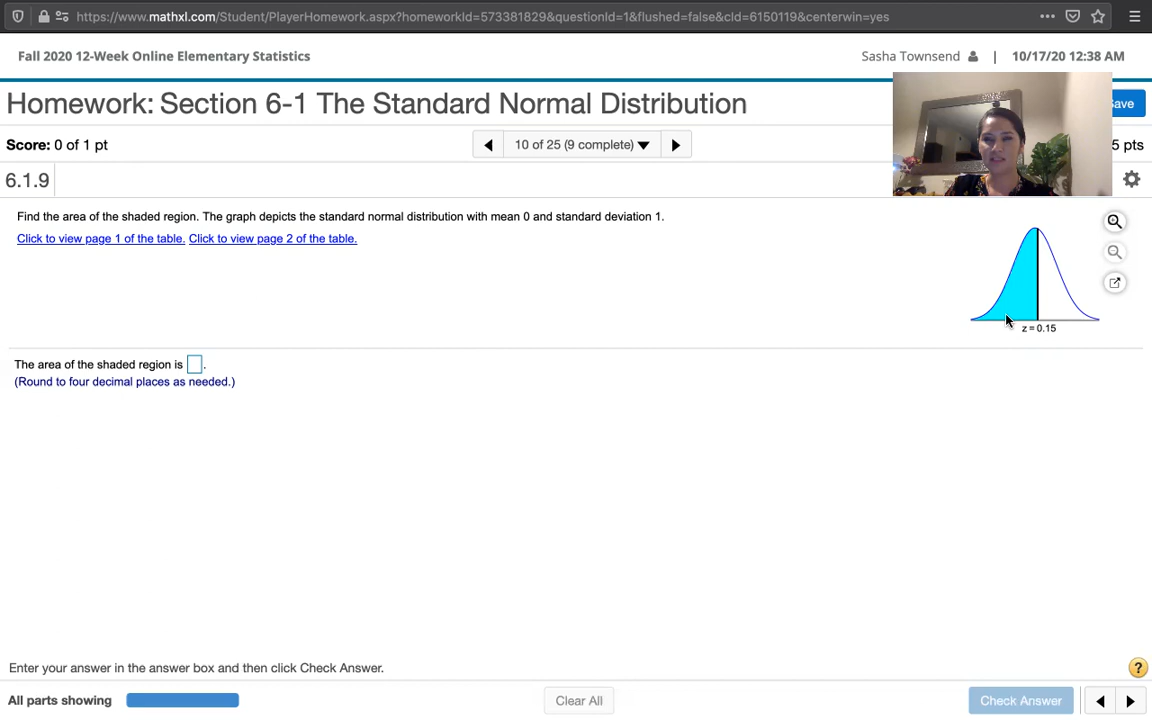 https://www.mathxl.com/Student/PlayerHomework.aspx?homeworkId=573381829&questionId=1&flushed=false&cId=6150119&centerwin=yes
Fall 2020 12-Week Online Elementary Statistics
Sasha Townsend | 10/17/20 12:38 AM
Homework: Section 6-1 The Standard Normal Distribution
Score: 0 of 1 pt
10 of 25 (9 complete)
5 pts
6.1.9
Find the area of the shaded region. The graph depicts the standard normal distribution with mean 0 and standard deviation 1.
Click to view page 1 of the table. Click to view page 2 of the table.
z=0.15
The area of the shaded region is .
(Round to four decimal places as needed.)
Enter your answer in the answer box and then click Check Answer.
?
All parts showing
Clear All
Check Answer